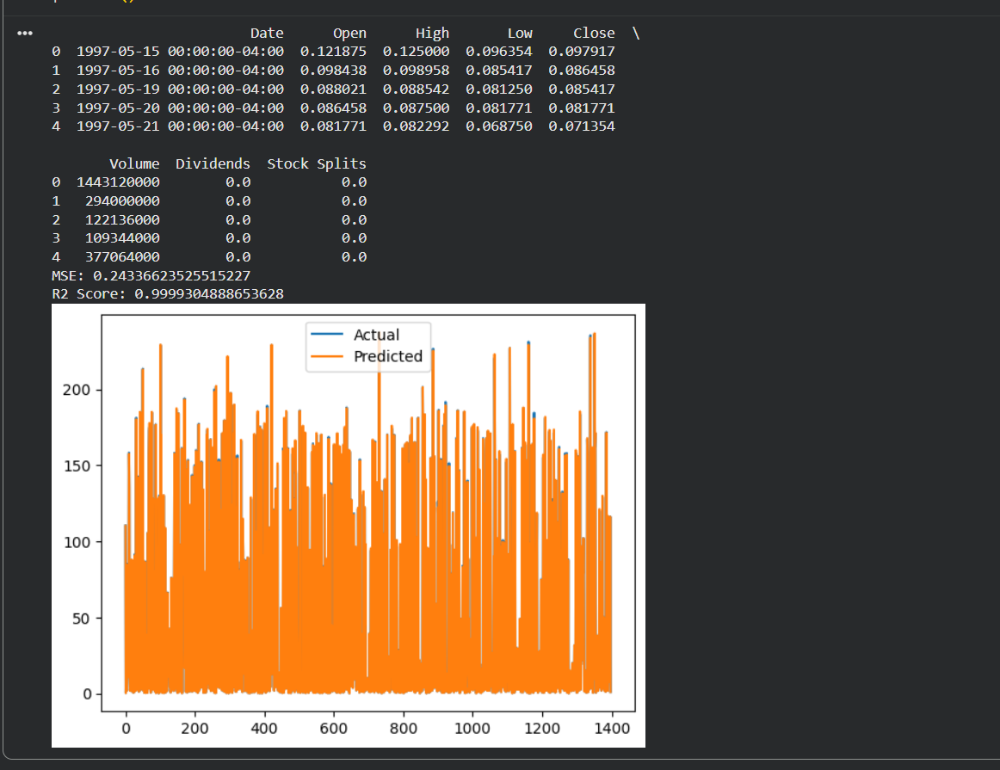 ••• Date Open High Low Close \
0 1997-05-15 00:00:00-04:00 0.121875 0.125000 0.096354 0.097917
1 1997-05-16 00:00:00-04:00 0.098438 0.098958 0.085417 0.086458
2 1997-05-19 00:00:00-04:00 0.088021 0.088542 0.081250 0.085417
3 1997-05-20 00:00:00-04:00 0.086458 0.087500 0.081771 0.081771
4 1997-05-21 00:00:00-04:00 0.081771 0.082292 0.068750 0.071354
Volume Dividends Stock Splits
0 1443120000 0.0 0.0
1 294000000 0.0 0.0
2 122136000 0.0 0.0
3 109344000 0.0 0.0
4 377064000 0.0 0.0
MSE: 0.24336623525515227
R2 Score: 0.9999304888653628
Actual
Predicted
200
150
100
50
0
0 200 400 600 800 1000 1200 1400